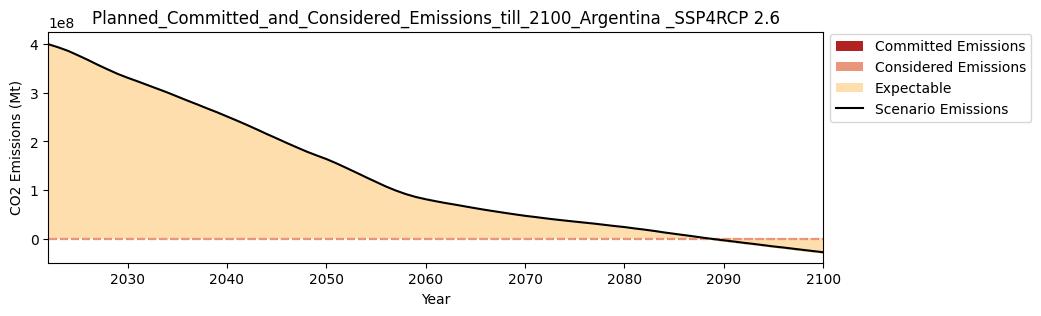 Planned_Committed_and_Considered_Emissions_till_2100_Argentina _SSP4RCP 2.6
1e8
CO2 Emissions (Mt)
4
3
2
1
0
2030 2040 2050 2060 2070 2080 2090 2100
Year
Committed Emissions
Considered Emissions
Expectable
Scenario Emissions